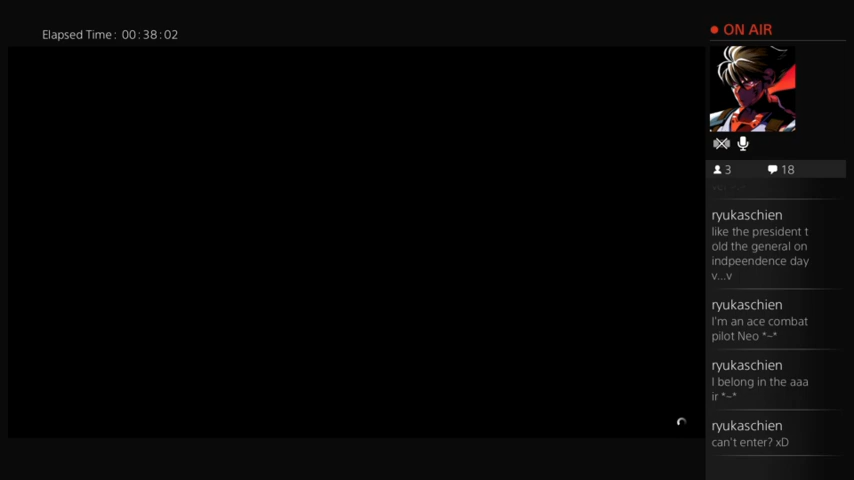 Elapsed Time: 00:38:02
ON AIR
3
18
ryukaschien
like the president t
old the general on
indpeendence day
v...v
ryukaschien
I'm an ace combat
pilot Neo *~*
ryukaschien
I belong in the aaa
ir *~*
ryukaschien
can't enter? xD